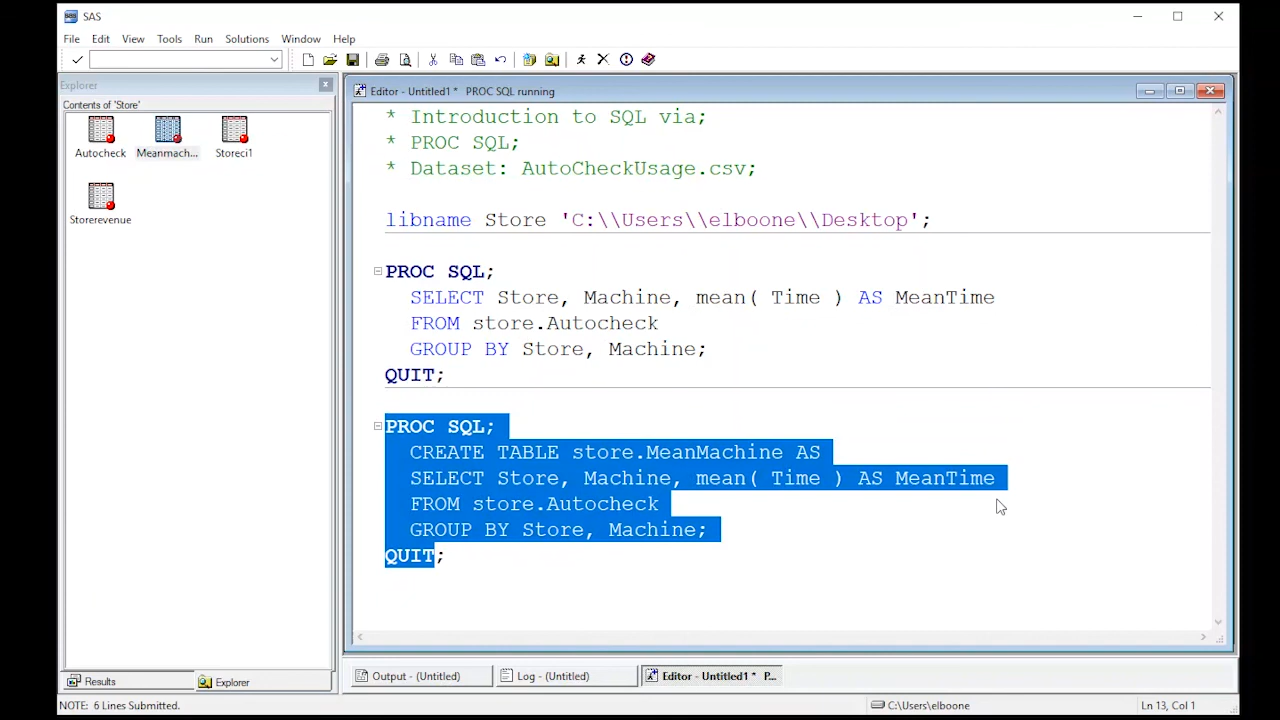 SAS
File Edit View Tools Run Solutions Window Help
Explorer
Contents of 'Store'
Autocheck Meanmach... Storeci1
Storerevenue
Editor - Untitled1 * PROC SQL running
* Introduction to SQL via;
* PROC SQL;
* Dataset: AutoCheckUsage.csv;
libname Store 'C:\\Users\\elboone\\Desktop';
PROC SQL;
SELECT Store, Machine, mean( Time ) AS MeanTime
FROM store.Autocheck
GROUP BY Store, Machine;
QUIT;
PROC SQL;
CREATE TABLE store.MeanMachine AS
SELECT Store, Machine, mean( Time ) AS MeanTime
FROM store.Autocheck
GROUP BY Store, Machine;
QUIT;
Results Explorer
Output - (Untitled) Log - (Untitled) Editor - Untitled1 * P...
NOTE: 6 Lines Submitted. C:\Users\elboone Ln 13, Col 1